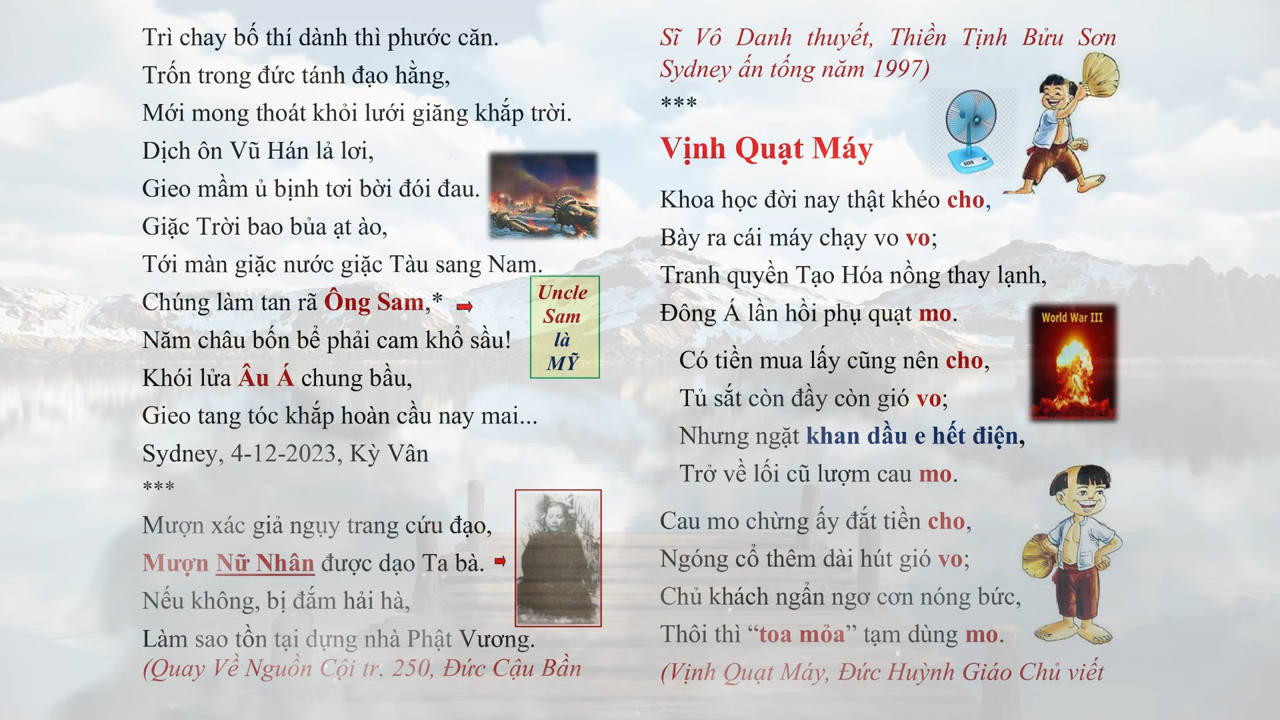 Trì chay bố thí dành thì phước căn.
Trốn trong đức tánh đạo hằng,
Mới mong thoát khỏi lưới giăng khắp trời.
Dịch ôn Vũ Hán lả lơi,
Gieo mầm ủ bịnh tơi bời đói đau.
Giặc Trời bao bủa ạt ào,
Tới màn giặc nước giặc Tàu sang Nam.
Chúng làm tan rã Ông Sam,*
Uncle
Sam
là
MỸ
Năm châu bốn bể phải cam khổ sầu!
Khói lửa Âu Á chung bầu,
Gieo tang tóc khắp hoàn cầu nay mai...
Sydney, 4-12-2023, Kỳ Vân
***
Mượn xác giả ngụy trang cứu đạo,
Mượn Nữ Nhân được dạo Ta bà.
Nếu không, bị đắm hải hà,
Làm sao tồn tại dựng nhà Phật Vương.
(Quay Về Nguồn Cội tr. 250, Đức Cậu Bần
Sĩ Vô Danh thuyết, Thiền Tịnh Bửu Sơn
Sydney ấn tống năm 1997)
***
Vịnh Quạt Máy
Khoa học đời nay thật khéo cho,
Bày ra cái máy chạy vo vo;
Tranh quyền Tạo Hóa nồng thay lạnh,
Đông Á lần hồi phụ quạt mo.
World War III
Có tiền mua lấy cũng nên cho,
Tủ sắt còn đầy còn gió vo;
Nhưng ngặt khan dầu e hết điện,
Trở về lối cũ lượm cau mo.
Cau mo chừng ấy đắt tiền cho,
Ngóng cổ thêm dài hút gió vo;
Chủ khách ngẩn ngơ cơn nóng bức,
Thôi thì “toa mỏa” tạm dùng mo.
(Vịnh Quạt Máy, Đức Huỳnh Giáo Chủ viết